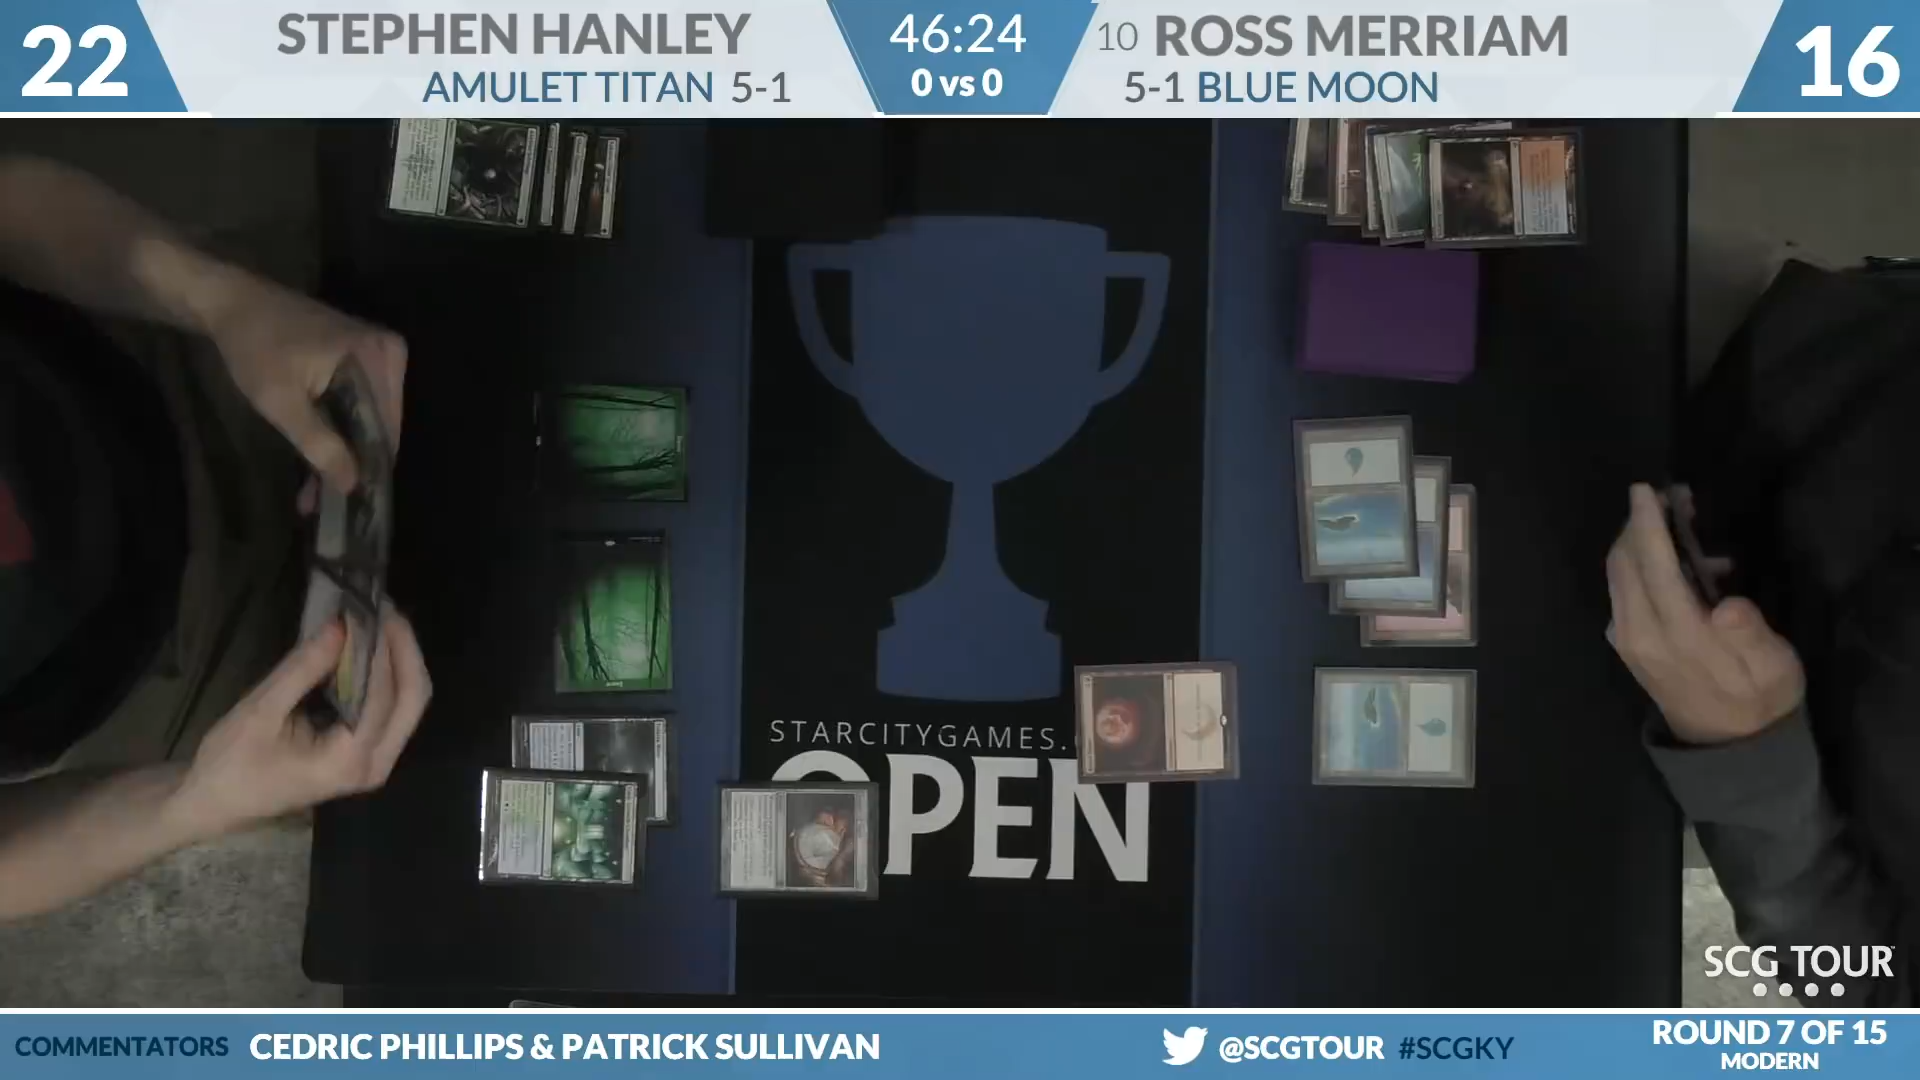 22
STEPHEN HANLEY
AMULET TITAN 5-1
46:24
0 vs 0
10 ROSS MERRIAM
5-1 BLUE MOON
16
STARCITYGAMES.
OPEN
SCG TOUR
COMMENTATORS CEDRIC PHILLIPS & PATRICK SULLIVAN
@SCGTOUR #SCGKY
ROUND 7 OF 15
MODERN